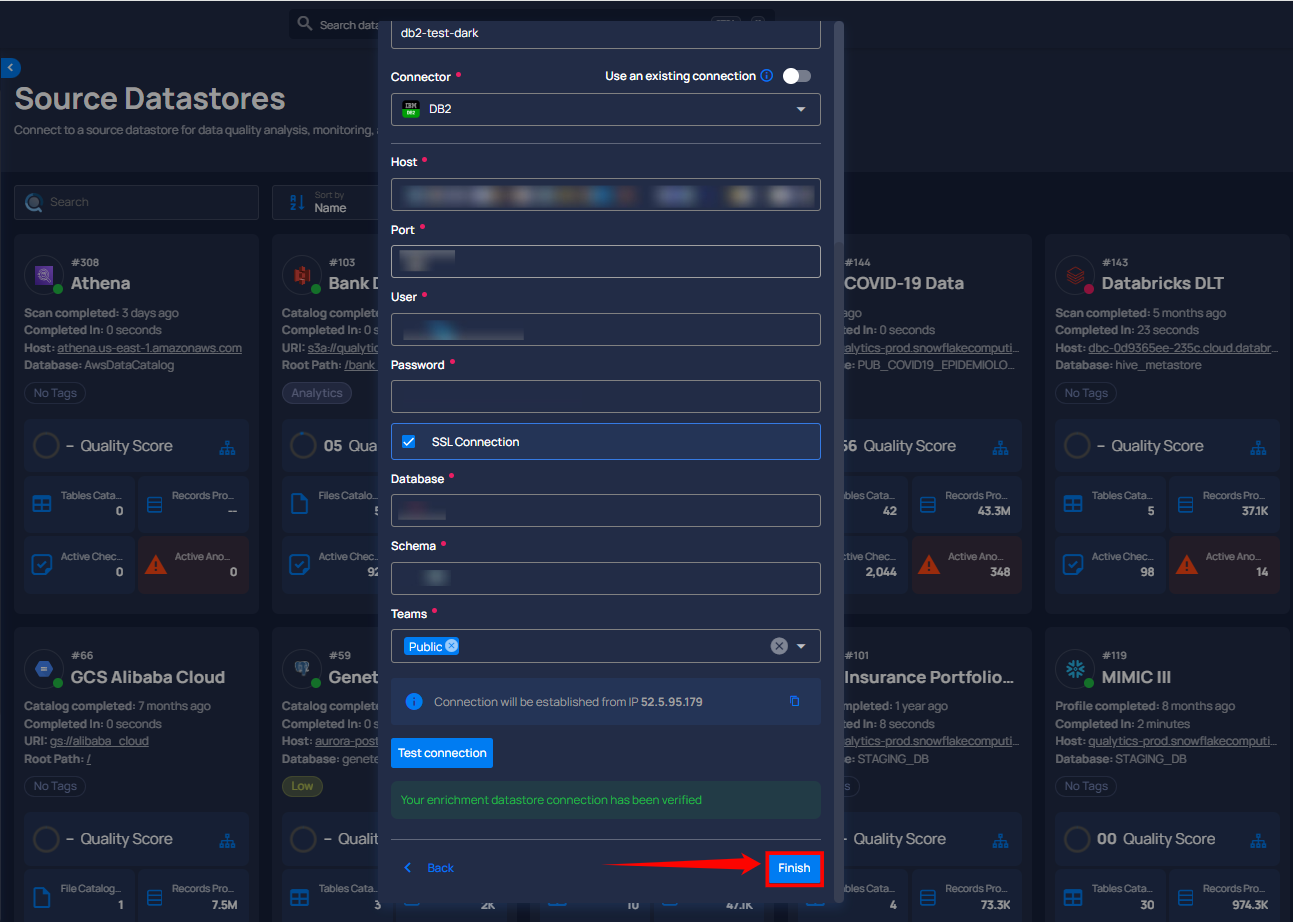 Search data
db2-test-dark
Connector *
Use an existing connection
IBM
DB2
DB2
Source Datastores
Connect to a source datastore for data quality analysis, monitoring,
Host *
Search
Sort by
Name
Port *
User *
Password *
SSL Connection
Database *
Schema *
Teams *
Public
Connection will be established from IP 52.5.95.179
Test connection
Your enrichment datastore connection has been verified
Back
Finish
#308
Athena
Scan completed: 3 days ago
Completed In: 0 seconds
Host: athena.us-east-1.amazonaws.com
Database: AwsDataCatalog
No Tags
– Quality Score
Tables Cata...
0
Records Pro...
--
Active Chec...
0
Active Ano...
0
#103
Bank D
Catalog complete
Completed In: 0 s
URI: s3a://qualytic
Root Path: /bank_
Analytics
05 Qua
Files Catalo...
5
Active Chec...
92
#144
COVID-19 Data
ago
0 seconds
alytics-prod.snowflakecomputi...
e: PUB_COVID19_EPIDEMIOLO...
56 Quality Score
bles Cata...
42
Records Pro...
43.3M
tive Chec...
2,044
Active Ano...
348
#143
Databricks DLT
Scan completed: 5 months ago
Completed In: 23 seconds
Host: dbc-0d9365ee-235c.cloud.databr...
Database: hive_metastore
No Tags
– Quality Score
Tables Cata...
5
Records Pro...
37.1K
Active Chec...
98
Active Ano...
14
#66
GCS Alibaba Cloud
Catalog completed: 7 months ago
Completed In: 0 seconds
URI: gs://alibaba_cloud
Root Path: /
No Tags
– Quality Score
File Catalog...
1
Records Pro...
7.5M
#59
Genet
Catalog complete
Completed In: 0 s
Host: aurora-post
Database: genete
Low
– Qualit
Tables Cata
3
2K
10
47.1K
#101
Insurance Portfolio...
mpleted: 1 year ago
In: 8 seconds
alytics-prod.snowflakecomputi...
e: STAGING_DB
s
- Quality Score
bles Cata...
4
Records Pro...
73.3K
#119
MIMIC III
Profile completed: 8 months ago
Completed In: 2 minutes
Host: qualytics-prod.snowflakecomputi...
Database: STAGING_DB
No Tags
00 Quality Score
Tables Cata...
30
Records Pro...
974.3K